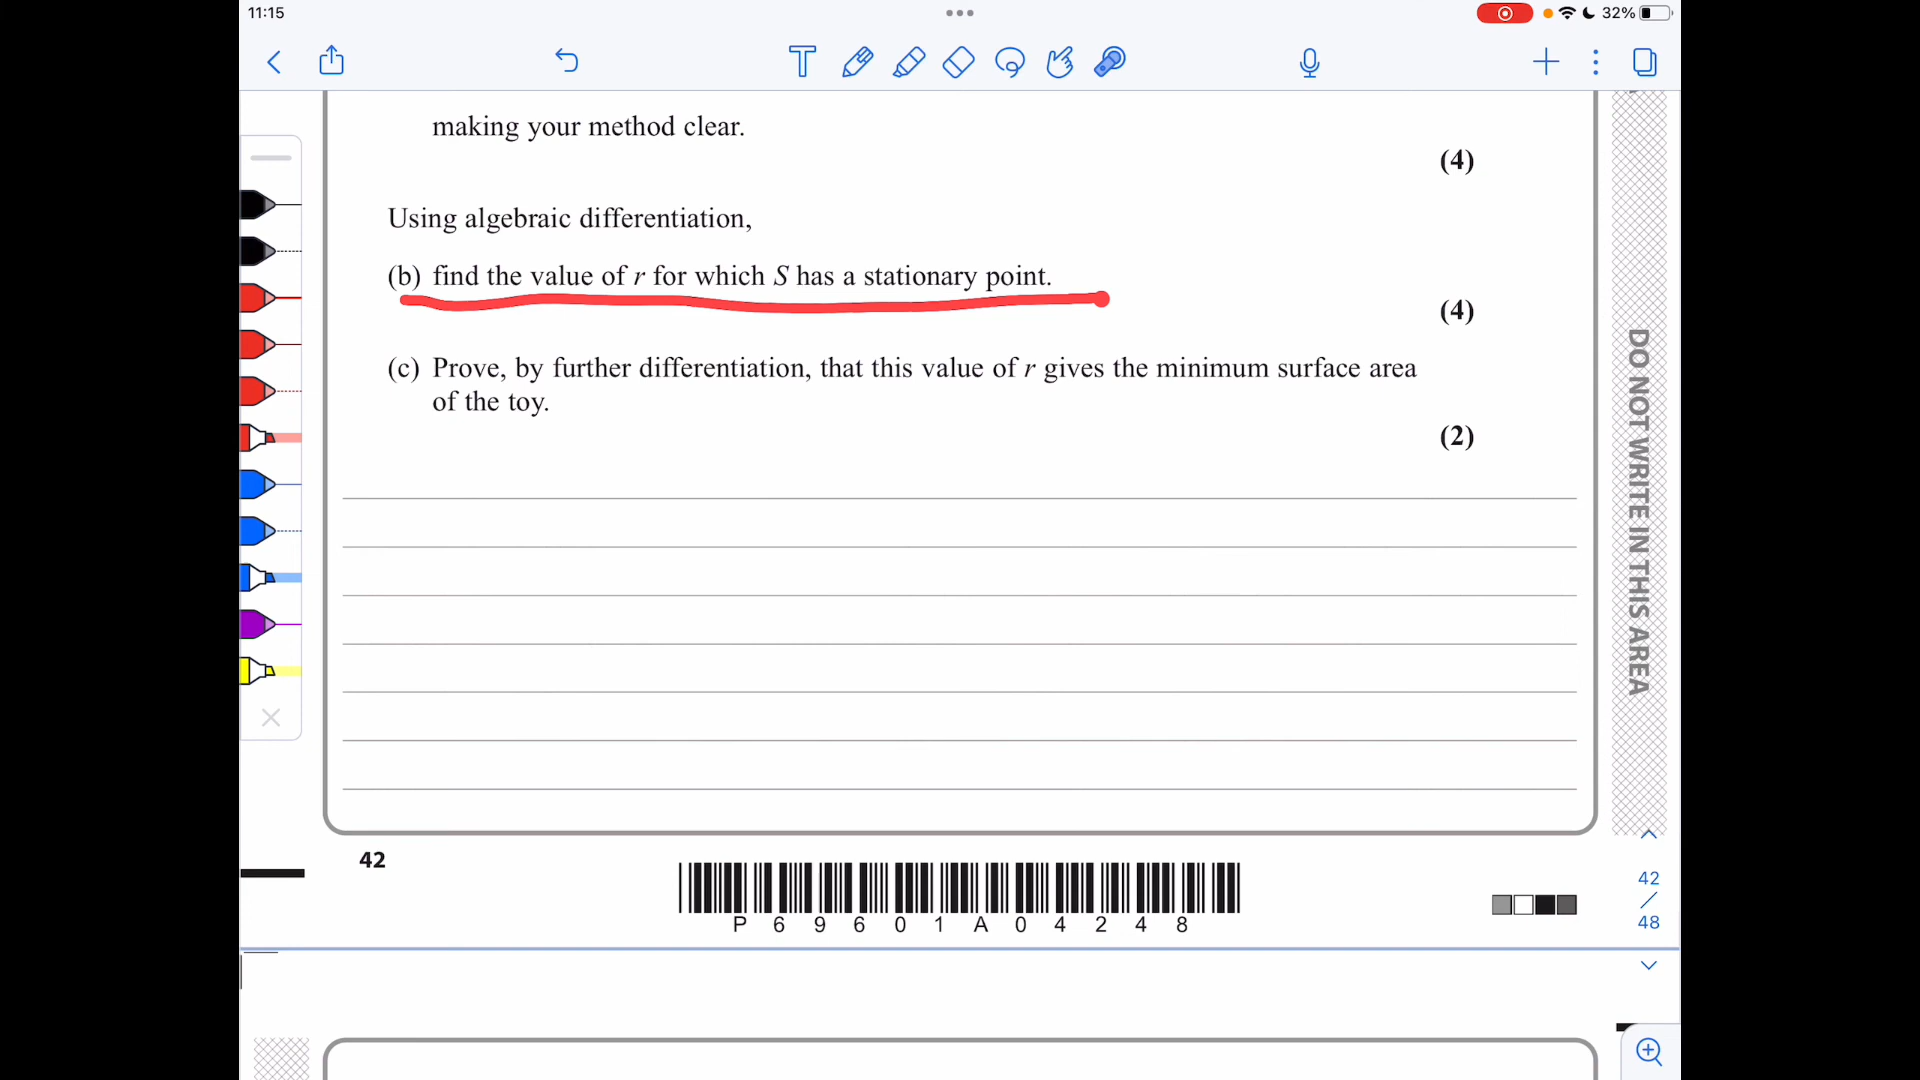 11:15
32%
making your method clear.
(4)
Using algebraic differentiation,
(b) find the value of r for which S has a stationary point.
(4)
(c) Prove, by further differentiation, that this value of r gives the minimum surface area
of the toy.
(2)
DO NOT WRITE IN THIS AREA
42
P 6 9 6 0 1 A 0 4 2 4 8
42
/
48